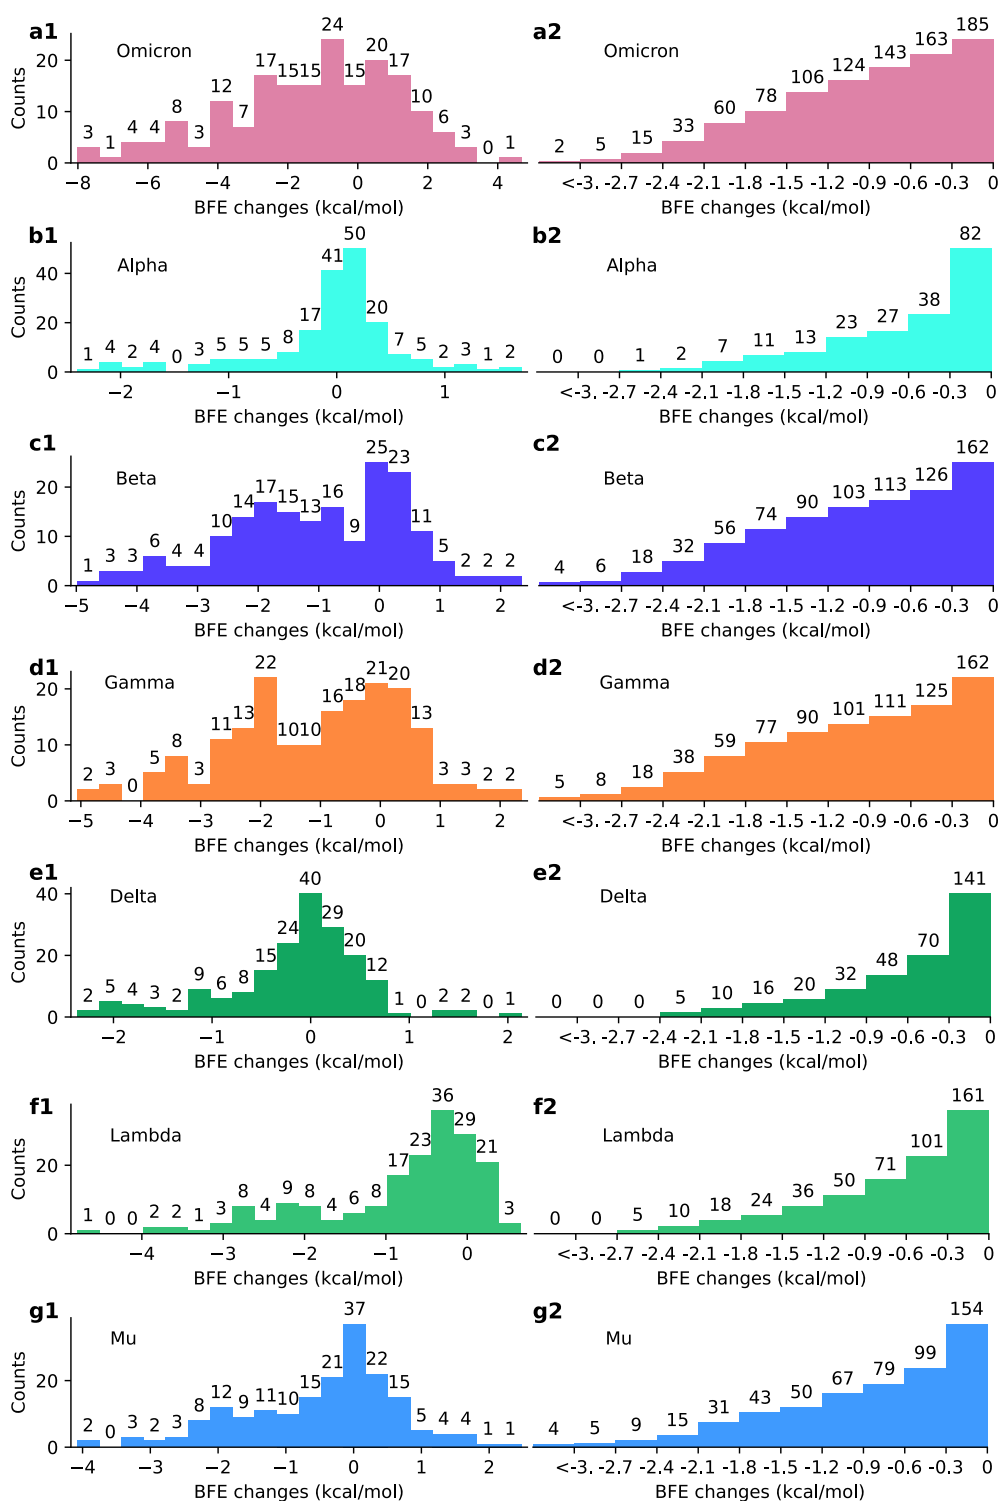 a1
Omicron
Counts
20
10
0
3 1 4 4 8 3 12 7 17 15 15 24 15 20 17 10 6 3 0 1
−8 −6 −4 −2 0 2 4
BFE changes (kcal/mol)
a2
Omicron
2 5 15 33 60 78 106 124 143 163 185
<-3. -2.7 -2.4 -2.1 -1.8 -1.5 -1.2 -0.9 -0.6 -0.3 0
BFE changes (kcal/mol)
b1
Alpha
Counts
40
20
0
1 4 2 4 0 3 5 5 5 8 17 41 50 20 7 5 2 3 1 2
−2 −1 0 1
BFE changes (kcal/mol)
b2
Alpha
0 0 1 2 7 11 13 23 27 38 82
<-3. -2.7 -2.4 -2.1 -1.8 -1.5 -1.2 -0.9 -0.6 -0.3 0
BFE changes (kcal/mol)
c1
Beta
Counts
20
10
0
1 3 3 6 4 4 10 14 17 15 13 16 9 25 23 11 5 2 2 2
−5 −4 −3 −2 −1 0 1 2
BFE changes (kcal/mol)
c2
Beta
4 6 18 32 56 74 90 103 113 126 162
<-3. -2.7 -2.4 -2.1 -1.8 -1.5 -1.2 -0.9 -0.6 -0.3 0
BFE changes (kcal/mol)
d1
Gamma
Counts
20
10
0
2 3 0 5 8 3 11 13 22 10 10 16 18 21 20 13 3 3 2 2
−5 −4 −3 −2 −1 0 1 2
BFE changes (kcal/mol)
d2
Gamma
5 8 18 38 59 77 90 101 111 125 162
<-3. -2.7 -2.4 -2.1 -1.8 -1.5 -1.2 -0.9 -0.6 -0.3 0
BFE changes (kcal/mol)
e1
Delta
Counts
40
20
0
2 5 4 3 2 9 6 8 15 24 40 29 20 12 1 0 2 2 0 1
−2 −1 0 1 2
BFE changes (kcal/mol)
e2
Delta
0 0 0 5 10 16 20 32 48 70 141
<-3. -2.7 -2.4 -2.1 -1.8 -1.5 -1.2 -0.9 -0.6 -0.3 0
BFE changes (kcal/mol)
f1
Lambda
Counts
20
0
1 0 0 2 2 1 3 8 4 9 8 4 6 8 17 23 36 29 21 3
−4 −3 −2 −1 0
BFE changes (kcal/mol)
f2
Lambda
0 0 5 10 18 24 36 50 71 101 161
<-3. -2.7 -2.4 -2.1 -1.8 -1.5 -1.2 -0.9 -0.6 -0.3 0
BFE changes (kcal/mol)
g1
Mu
Counts
20
0
2 0 3 2 3 8 12 9 11 10 15 21 37 22 15 5 4 4 1 1
−4 −3 −2 −1 0 1 2
BFE changes (kcal/mol)
g2
Mu
4 5 9 15 31 43 50 67 79 99 154
<-3. -2.7 -2.4 -2.1 -1.8 -1.5 -1.2 -0.9 -0.6 -0.3 0
BFE changes (kcal/mol)